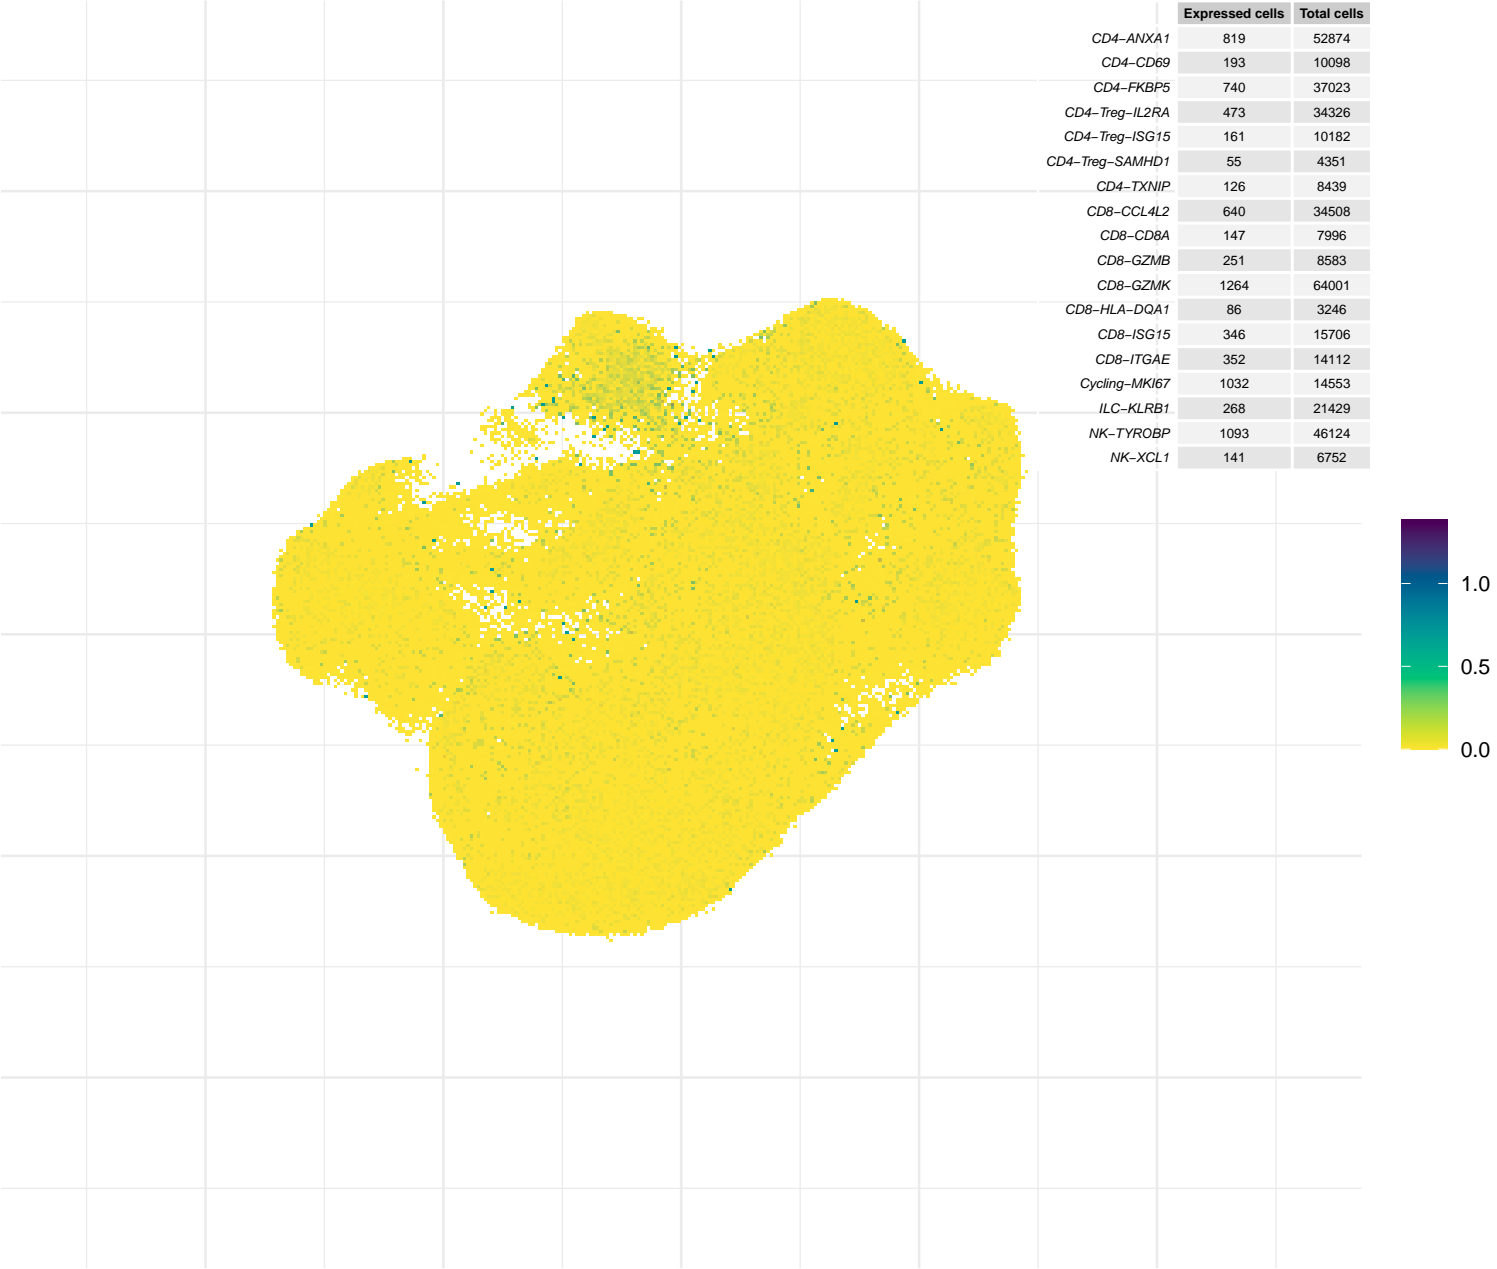 Expressed cells Total cells
CD4−ANXA1 819 52874
CD4−CD69 193 10098
CD4−FKBP5 740 37023
CD4−Treg−IL2RA 473 34326
CD4−Treg−ISG15 161 10182
CD4−Treg−SAMHD1 55 4351
CD4−TXNIP 126 8439
CD8−CCL4L2 640 34508
CD8−CD8A 147 7996
CD8−GZMB 251 8583
CD8−GZMK 1264 64001
CD8−HLA−DQA1 86 3246
CD8−ISG15 346 15706
CD8−ITGAE 352 14112
Cycling−MKI67 1032 14553
ILC−KLRB1 268 21429
NK−TYROBP 1093 46124
NK−XCL1 141 6752
1.0
0.5
0.0